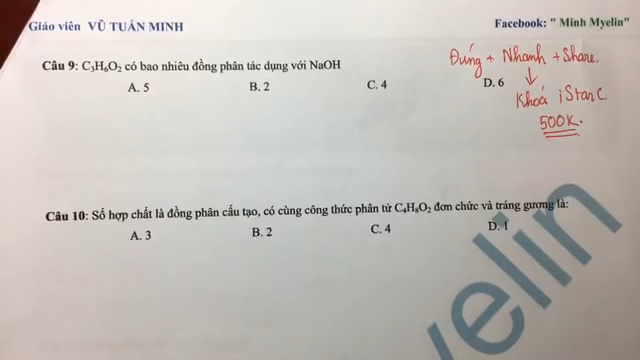 Giáo viên VŨ TUẤN MINH
Facebook: " Minh Myelin"
Câu 9: C₃H₆O₂ có bao nhiêu đồng phân tác dụng với NaOH
A. 5 B. 2 C. 4 D. 6
Đúng + Nhanh + Share.
↓
Khoá iStarC
500K.
Câu 10: Số hợp chất là đồng phân cấu tạo, có cùng công thức phân tử C₄H₈O₂ đơn chức và tráng gương là:
A. 3 B. 2 C. 4 D. 1
yelin